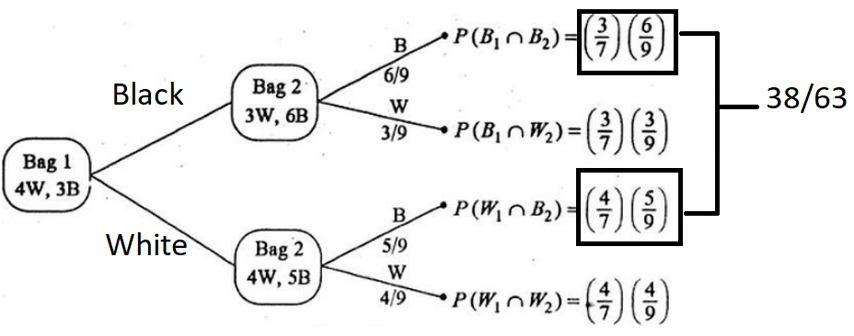 B
P(B₁ ∩ B₂) = (3/7) (6/9)
6/9
Black
Bag 2
3W, 6B
W
3/9
P(B₁ ∩ W₂) = (3/7) (3/9)
38/63
Bag 1
4W, 3B
B
P(W₁ ∩ B₂) = (4/7) (5/9)
5/9
White
Bag 2
4W, 5B
W
4/9
P(W₁ ∩ W₂) = (4/7) (4/9)